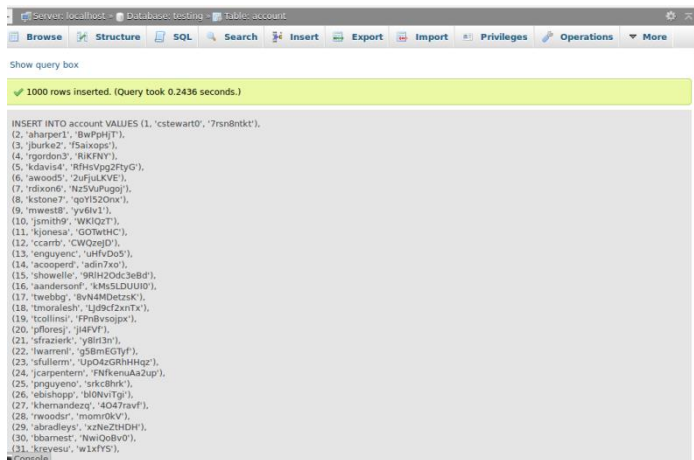 Server: localhost » Database: testing » Table: account
Browse Structure SQL Search Insert Export Import Privileges Operations More
Show query box
1000 rows inserted. (Query took 0.2436 seconds.)
INSERT INTO account VALUES (1, 'cstewart0', '7rsn8ntkt'),
(2, 'aharper1', 'BwPpHjT'),
(3, 'jburke2', 'f5aixops'),
(4, 'rgordon3', 'RiKFNY'),
(5, 'kdavis4', 'RfHsVpg2FtyG'),
(6, 'awood5', '2uFjuLKVE'),
(7, 'rdixon6', 'Nz5VuPugoj'),
(8, 'kstone7', 'qoYl52Onx'),
(9, 'mwest8', 'yv6Iv1'),
(10, 'jsmith9', 'WKlQzT'),
(11, 'kjonesa', 'GOTwtHC'),
(12, 'ccarrb', 'CWQzeJD'),
(13, 'enguyenc', 'uHfvDo5'),
(14, 'acooperd', 'adin7xo'),
(15, 'showelle', '9RlH2Odc3eBd'),
(16, 'aandersonf', 'kMs5LDUUI0'),
(17, 'twebbg', '8vN4MDetzsK'),
(18, 'tmoralesh', 'LJd9cf2xnTx'),
(19, 'tcollinsi', 'FPnBvsojpx'),
(20, 'pfloresj', 'jI4FVf'),
(21, 'sfrazierk', 'y8lrI3n'),
(22, 'lwarrenl', 'g5BmEGTyf'),
(23, 'sfullerm', 'UpO4zGRhHHqz'),
(24, 'jcarpentern', 'FNfkenuAa2up'),
(25, 'pnguyeno', 'srkc8hrk'),
(26, 'ebishopp', 'bl0NviTgi'),
(27, 'khernandezq', '4O47ravf'),
(28, 'rwoodsr', 'momr0kV'),
(29, 'abradleys', 'xzNeZtHDH'),
(30, 'bbarnest', 'NwiQoBv0'),
(31, 'kreyesu', 'w1xfYS'),
Console